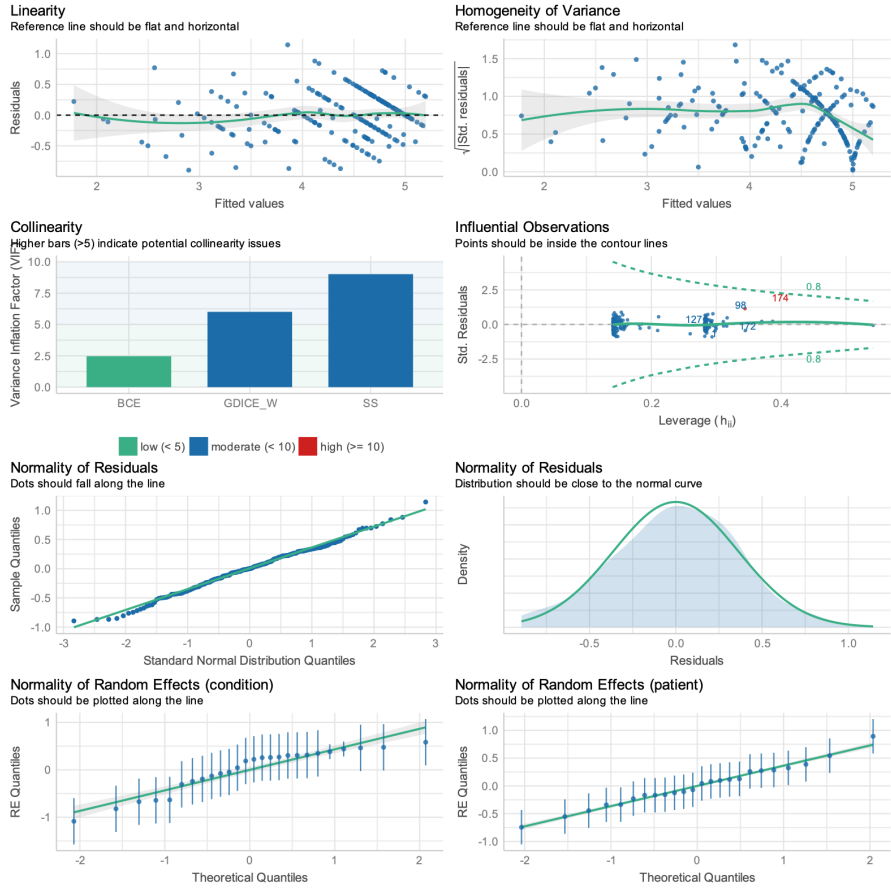 Linearity
Reference line should be flat and horizontal
Residuals
1.0
0.5
0.0
-0.5
2
3
4
5
Fitted values
Homogeneity of Variance
Reference line should be flat and horizontal
√|Std. residuals|
1.5
1.0
0.5
0.0
2
3
4
5
Fitted values
Collinearity
Higher bars (>5) indicate potential collinearity issues
Variance Inflation Factor (VIF)
10.0
7.5
5.0
2.5
0.0
BCE
GDICE_W
SS
low (< 5)
moderate (< 10)
high (>= 10)
Influential Observations
Points should be inside the contour lines
Std. Residuals
2.5
0.0
-2.5
0.8
174
98
127
172
0.8
0.0
0.2
0.4
Leverage (hii)
Normality of Residuals
Dots should fall along the line
Sample Quantiles
1.0
0.5
0.0
-0.5
-1.0
-3
-2
-1
0
1
2
3
Standard Normal Distribution Quantiles
Normality of Residuals
Distribution should be close to the normal curve
Density
-0.5
0.0
0.5
1.0
Residuals
Normality of Random Effects (condition)
Dots should be plotted along the line
RE Quantiles
1
0
-1
-2
-1
0
1
2
Theoretical Quantiles
Normality of Random Effects (patient)
Dots should be plotted along the line
RE Quantiles
1.0
0.5
0.0
-0.5
-1.0
-2
-1
0
1
2
Theoretical Quantiles